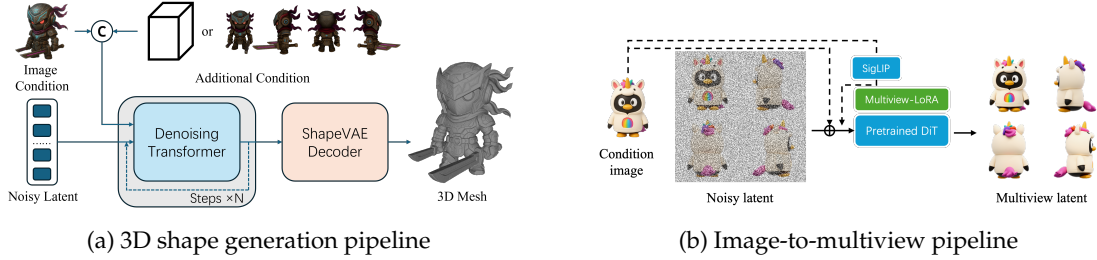 C
or
Image
Condition
Additional Condition
Denoising
Transformer
ShapeVAE
Decoder
Steps ×N
Noisy Latent
3D Mesh
(a) 3D shape generation pipeline
SigLIP
Multiview-LoRA
Pretrained DiT
Condition
image
Noisy latent
Multiview latent
(b) Image-to-multiview pipeline